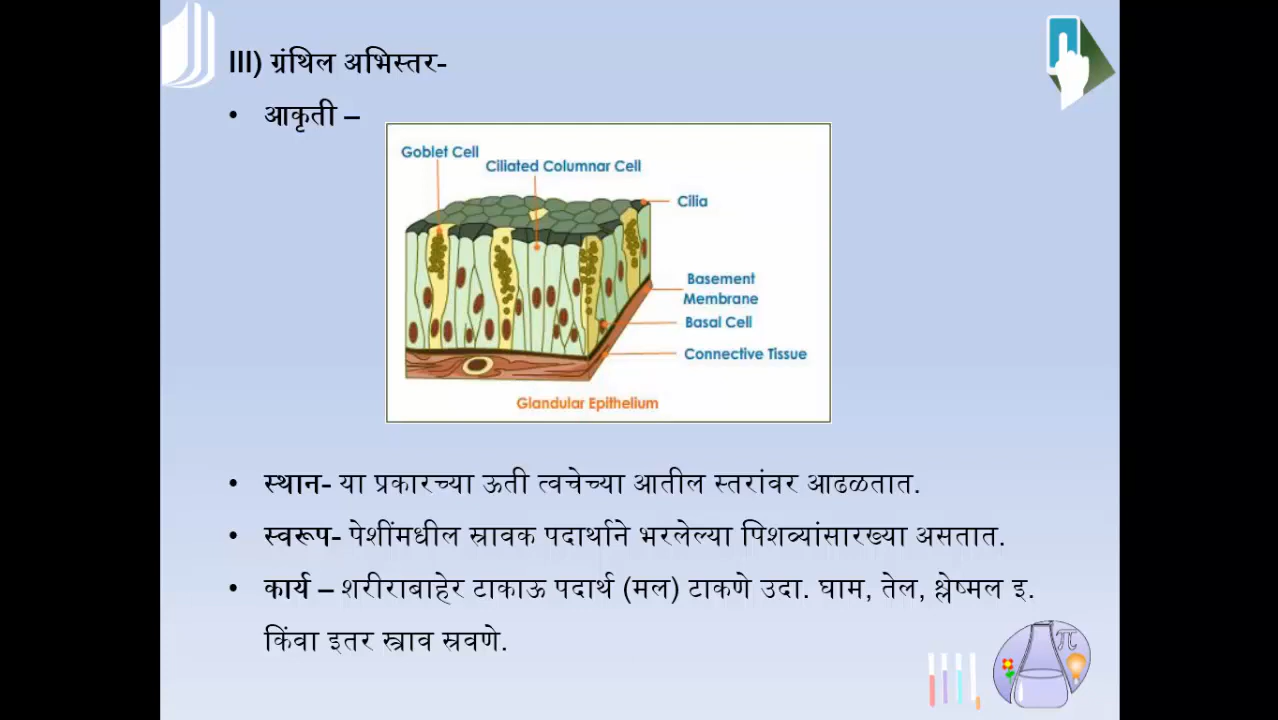 III) ग्रंथिल अभिस्तर-
• आकृती –
Goblet Cell
Ciliated Columnar Cell
Cilia
Basement
Membrane
Basal Cell
Connective Tissue
Glandular Epithelium
• स्थान- या प्रकारच्या ऊती त्वचेच्या आतील स्तरांवर आढळतात.
• स्वरूप- पेशींमधील स्रावक पदार्थाने भरलेल्या पिशव्यांसारख्या असतात.
• कार्य – शरीराबाहेर टाकाऊ पदार्थ (मल) टाकणे उदा. घाम, तेल, श्लेष्मल इ.
किंवा इतर स्त्राव स्रवणे.
π